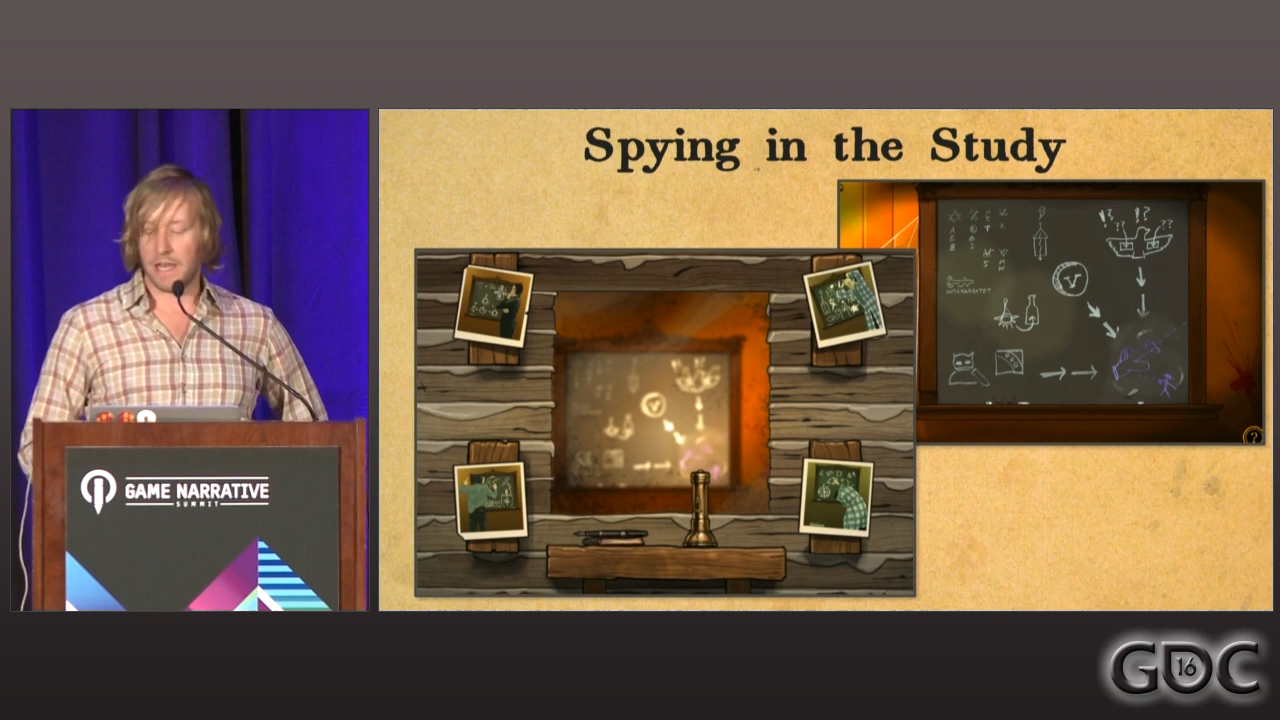 Spying in the Study
V
V
?
GAME NARRATIVE
SUMMIT
GDC
16